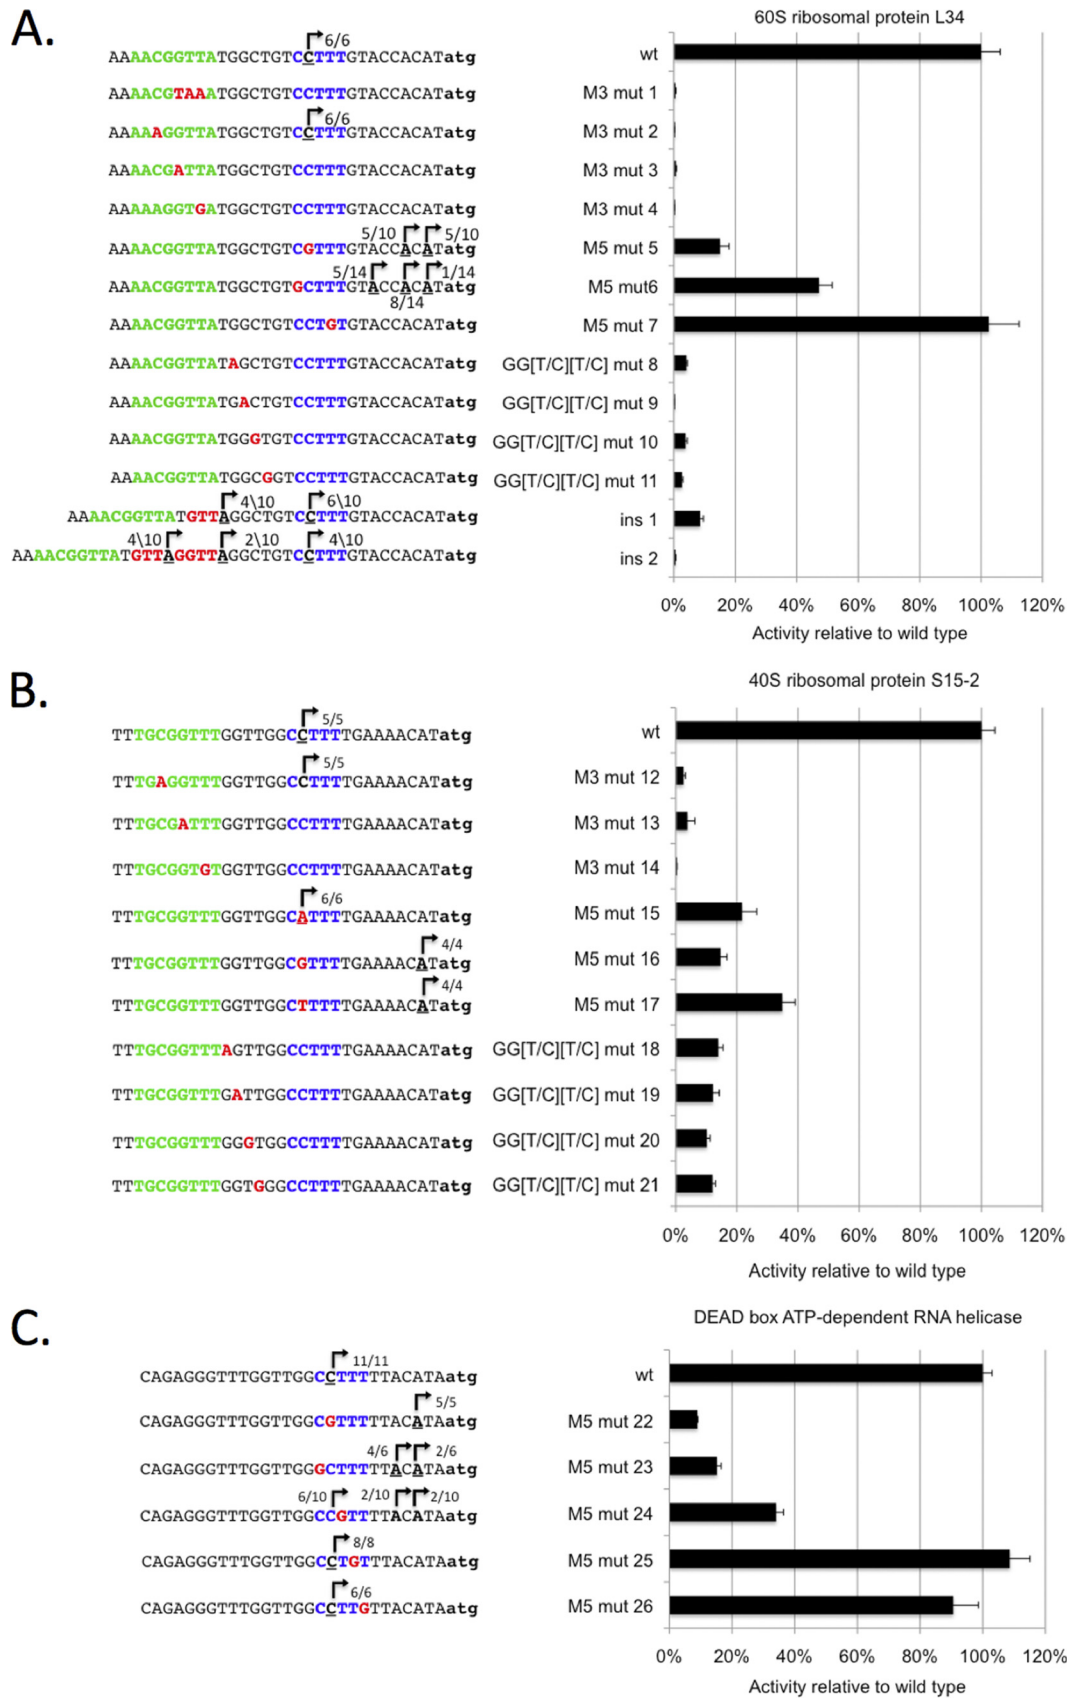 A.
60S ribosomal protein L34
6/6
AAAACGGTTATGGCTGTCCTTTGTACCACATatg wt
AAAACGTAAATGGCTGTCCTTTGTACCACATatg M3 mut 1
6/6
AAAAAGGTTATGGCTGTCCTTTGTACCACATatg M3 mut 2
AAAACGATTATGGCTGTCCTTTGTACCACATatg M3 mut 3
AAAAAGGTGATGGCTGTCCTTTGTACCACATatg M3 mut 4
5/10 5/10
AAAACGGTTATGGCTGTCGTTTGTACCACATatg M5 mut 5
5/14 1/14
AAAACGGTTATGGCTGTGCTTTGTACCACATatg M5 mut6
8/14
AAAACGGTTATGGCTGTCCTGTGTACCACATatg M5 mut 7
AAAACGGTTATAGCTGTCCTTTGTACCACATatg GG[T/C][T/C] mut 8
AAAACGGTTATGACTGTCCTTTGTACCACATatg GG[T/C][T/C] mut 9
AAAACGGTTATGGGTGTCCTTTGTACCACATatg GG[T/C][T/C] mut 10
AAAACGGTTATGGCGGTCCTTTGTACCACATatg GG[T/C][T/C] mut 11
4\10 6\10
AAAACGGTTATGTTAGGCTGTCCTTTGTACCACATatg ins 1
4\10 2\10 4\10
AAAACGGTTATGTTAGGTTAGGCTGTCCTTTGTACCACATatg ins 2
0% 20% 40% 60% 80% 100% 120%
Activity relative to wild type
B.
40S ribosomal protein S15-2
5/5
TTTGCGGTTTGGTTGGCCTTTTGAAAACATatg wt
5/5
TTTGAGGTTTGGTTGGCCTTTTGAAAACATatg M3 mut 12
TTTGCGATTTGGTTGGCCTTTTGAAAACATatg M3 mut 13
TTTGCGGTGTGGTTGGCCTTTTGAAAACATatg M3 mut 14
6/6
TTTGCGGTTTGGTTGGCATTTTGAAAACATatg M5 mut 15
4/4
TTTGCGGTTTGGTTGGCGTTTTGAAAACATatg M5 mut 16
4/4
TTTGCGGTTTGGTTGGCTTTTTGAAAACATatg M5 mut 17
TTTGCGGTTTAGTTGGCCTTTTGAAAACATatg GG[T/C][T/C] mut 18
TTTGCGGTTTGATTGGCCTTTTGAAAACATatg GG[T/C][T/C] mut 19
TTTGCGGTTTGGGTGGCCTTTTGAAAACATatg GG[T/C][T/C] mut 20
TTTGCGGTTTGGTGGGCCTTTTGAAAACATatg GG[T/C][T/C] mut 21
0% 20% 40% 60% 80% 100% 120%
Activity relative to wild type
C.
DEAD box ATP-dependent RNA helicase
11/11
CAGAGGGTTTGGTTGGCCTTTTTACATAatg wt
5/5
CAGAGGGTTTGGTTGGCGTTTTTACATAatg M5 mut 22
4/6 2/6
CAGAGGGTTTGGTTGGGCTTTTTACATAatg M5 mut 23
6/10 2/10 2/10
CAGAGGGTTTGGTTGGCCGTTTTACATAatg M5 mut 24
8/8
CAGAGGGTTTGGTTGGCCTGTTTACATAatg M5 mut 25
6/6
CAGAGGGTTTGGTTGGCCTTGTTACATAatg M5 mut 26
0% 20% 40% 60% 80% 100% 120%
Activity relative to wild type